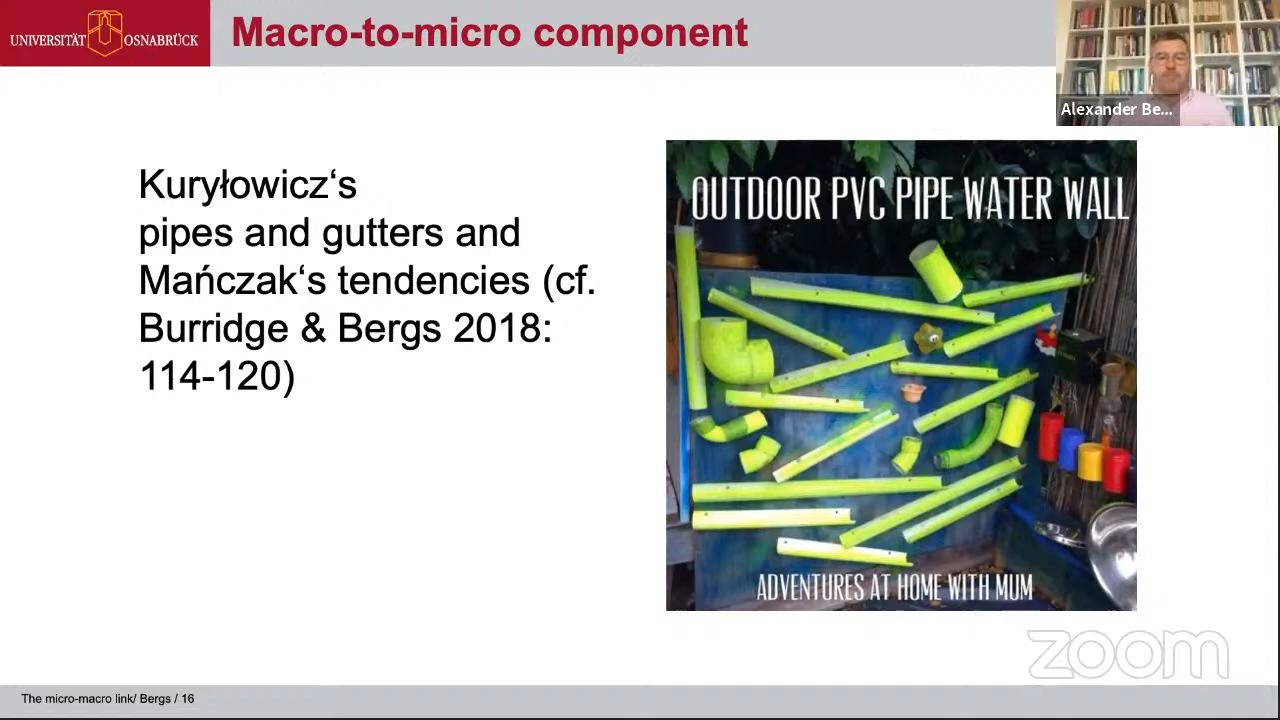 UNIVERSITÄT OSNABRÜCK
Macro-to-micro component
Alexander Be...
Kuryłowicz‘s
pipes and gutters and
Mańczak‘s tendencies (cf.
Burridge & Bergs 2018:
114-120)
OUTDOOR PVC PIPE WATER WALL
ADVENTURES AT HOME WITH MUM
zoom
The micro-macro link/ Bergs / 16